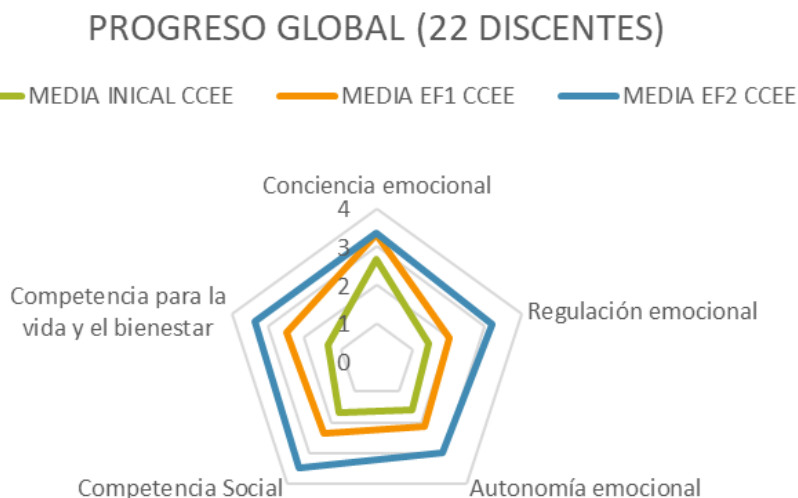 PROGRESO GLOBAL (22 DISCENTES)
MEDIA INICAL CCEE
MEDIA EF1 CCEE
MEDIA EF2 CCEE
Conciencia emocional
4
3
2
1
0
Regulación emocional
Autonomía emocional
Competencia Social
Competencia para la
vida y el bienestar